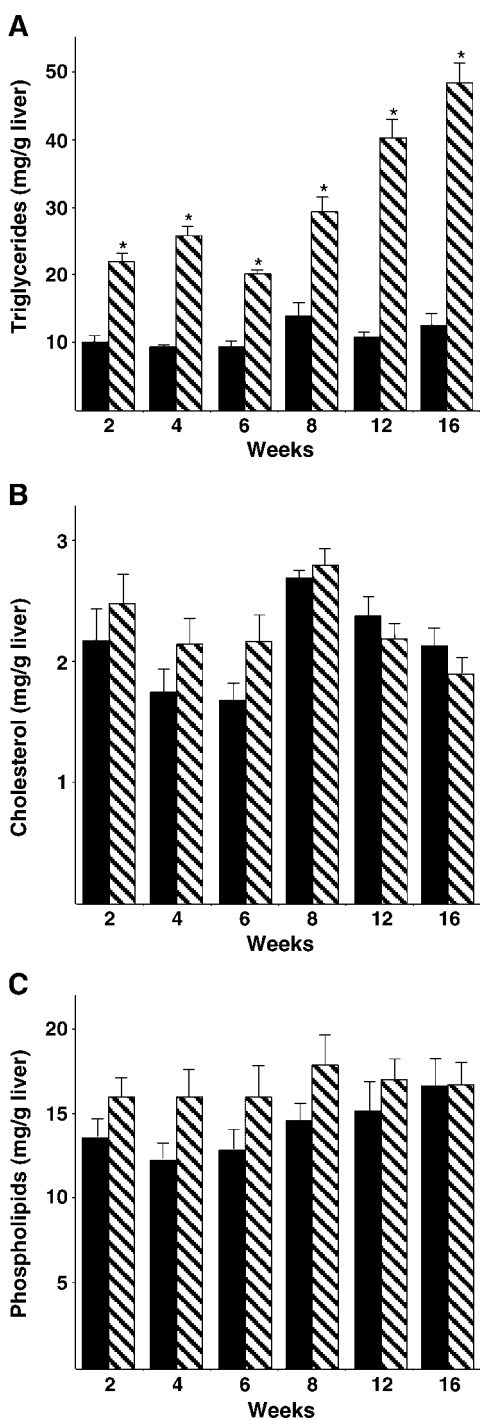 A
Triglycerides (mg/g liver)
50
40
30
20
10
* * * * * *
2 4 6 8 12 16
Weeks
B
Cholesterol (mg/g liver)
3
2
1
2 4 6 8 12 16
Weeks
C
Phospholipids (mg/g liver)
20
15
10
5
2 4 6 8 12 16
Weeks